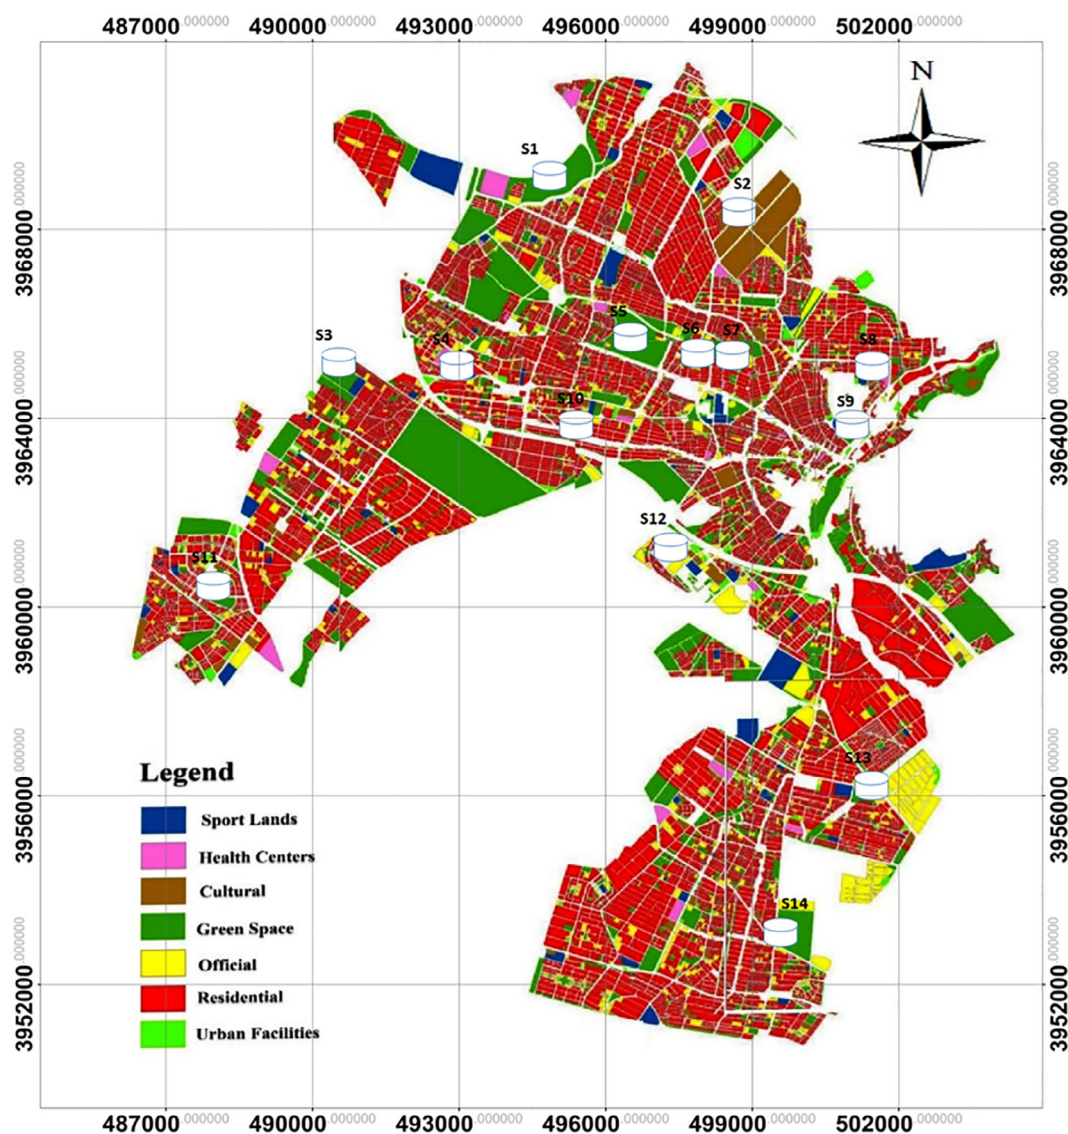 487000.000000 490000.000000 493000.000000 496000.000000 499000.000000 502000.000000
N
S1
S2
3968000.000000
3968000.000000
S5
S6
S7
S3
S4
S8
S10
S9
3964000.000000
3964000.000000
S12
S11
3960000.000000
3960000.000000
S13
Legend
Sport Lands
Health Centers
Cultural
Green Space
Official
Residential
Urban Facilities
3956000.000000
3956000.000000
S14
3952000.000000
3952000.000000
487000.000000 490000.000000 493000.000000 496000.000000 499000.000000 502000.000000